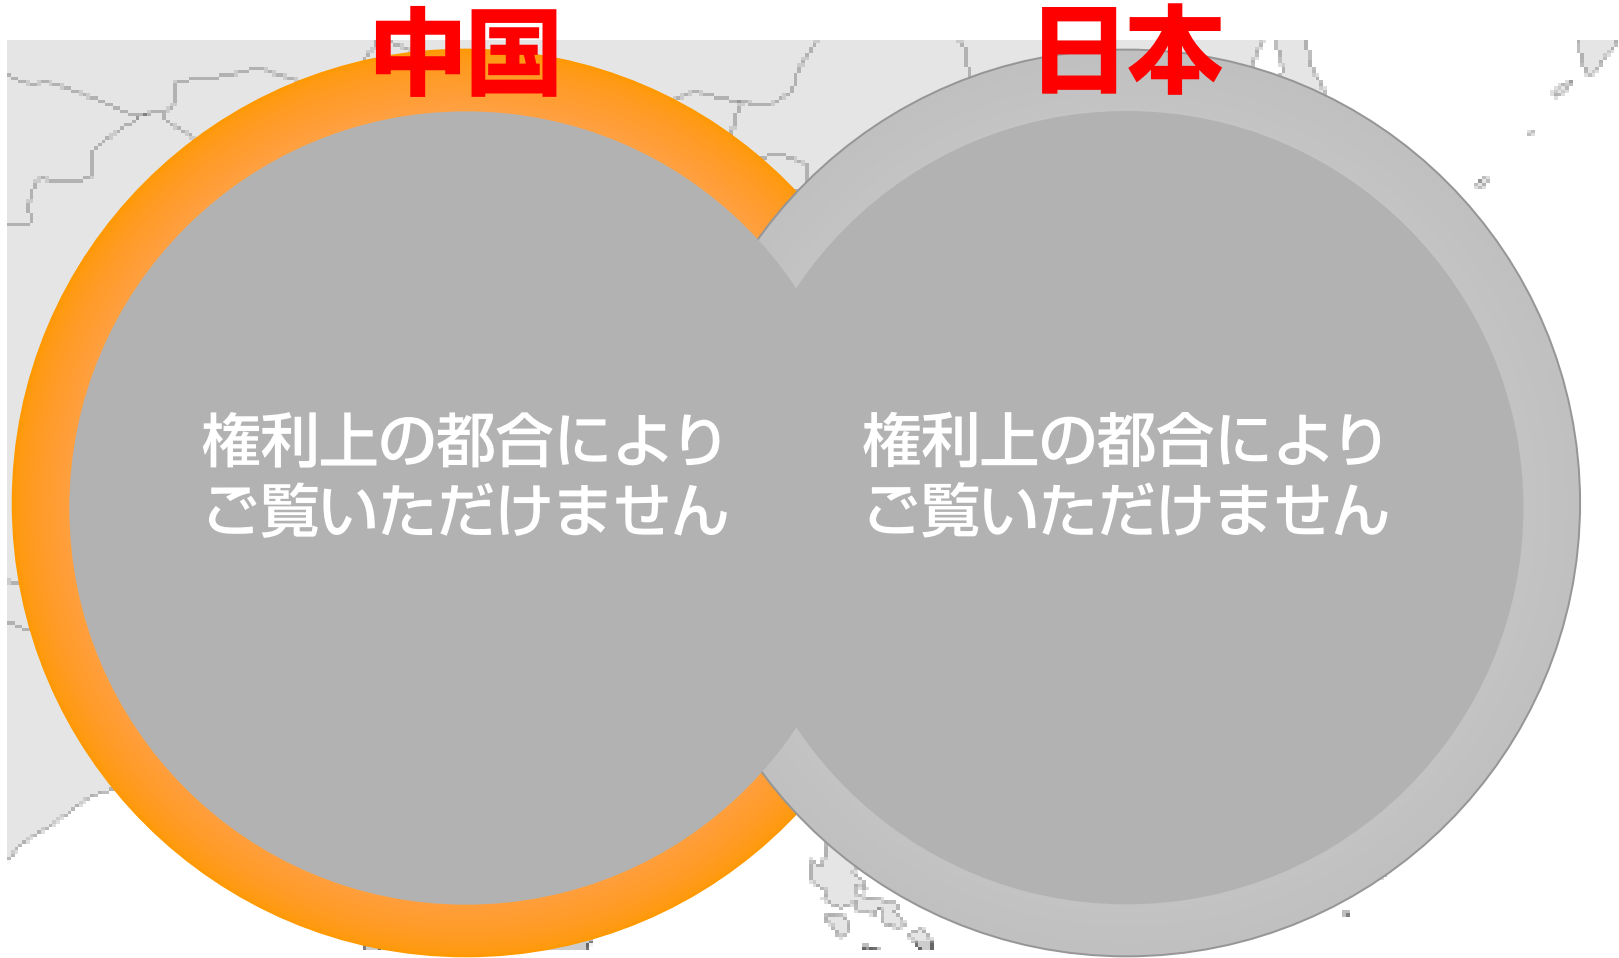 中国
日本
権利上の都合により
ご覧いただけません
権利上の都合により
ご覧いただけません